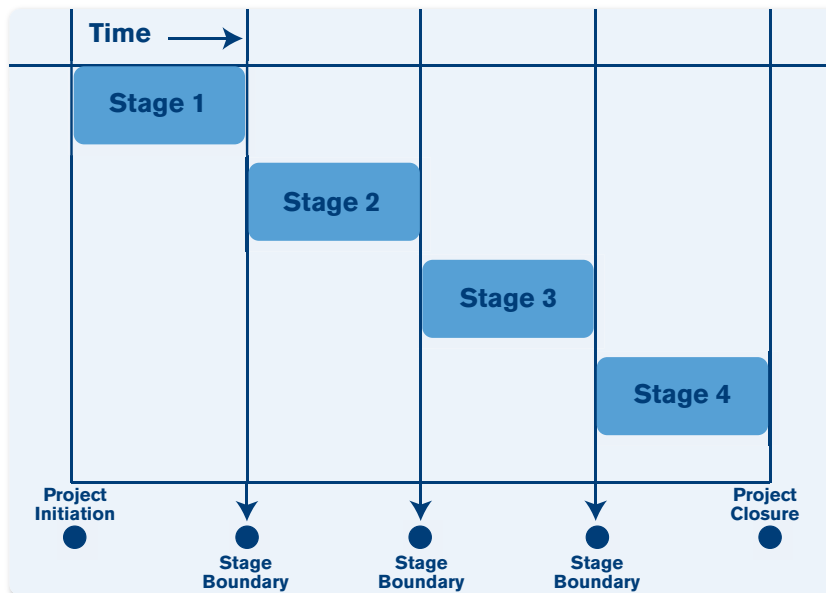 Time
Stage 1
Stage 2
Stage 3
Stage 4
Project
Initiation
Stage
Boundary
Stage
Boundary
Stage
Boundary
Project
Closure